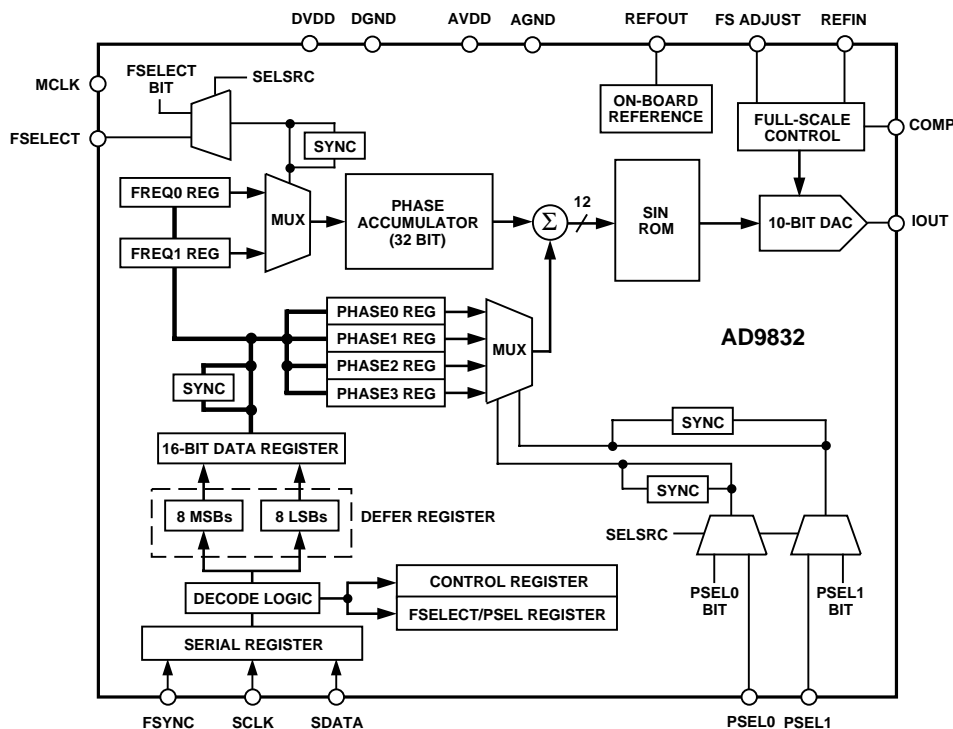 DVDD DGND AVDD AGND REFOUT FS ADJUST REFIN
MCLK
FSELECT
BIT
SELSRC
ON-BOARD
REFERENCE
FULL-SCALE
CONTROL
COMP
FSELECT
SYNC
FREQ0 REG
FREQ1 REG
MUX
PHASE
ACCUMULATOR
(32 BIT)
Σ
12
SIN
ROM
10-BIT DAC
IOUT
PHASE0 REG
PHASE1 REG
PHASE2 REG
PHASE3 REG
MUX
AD9832
SYNC
SYNC
16-BIT DATA REGISTER
SYNC
8 MSBs
8 LSBs
DEFER REGISTER
SELSRC
DECODE LOGIC
CONTROL REGISTER
FSELECT/PSEL REGISTER
PSEL0
BIT
PSEL1
BIT
SERIAL REGISTER
FSYNC SCLK SDATA PSEL0 PSEL1